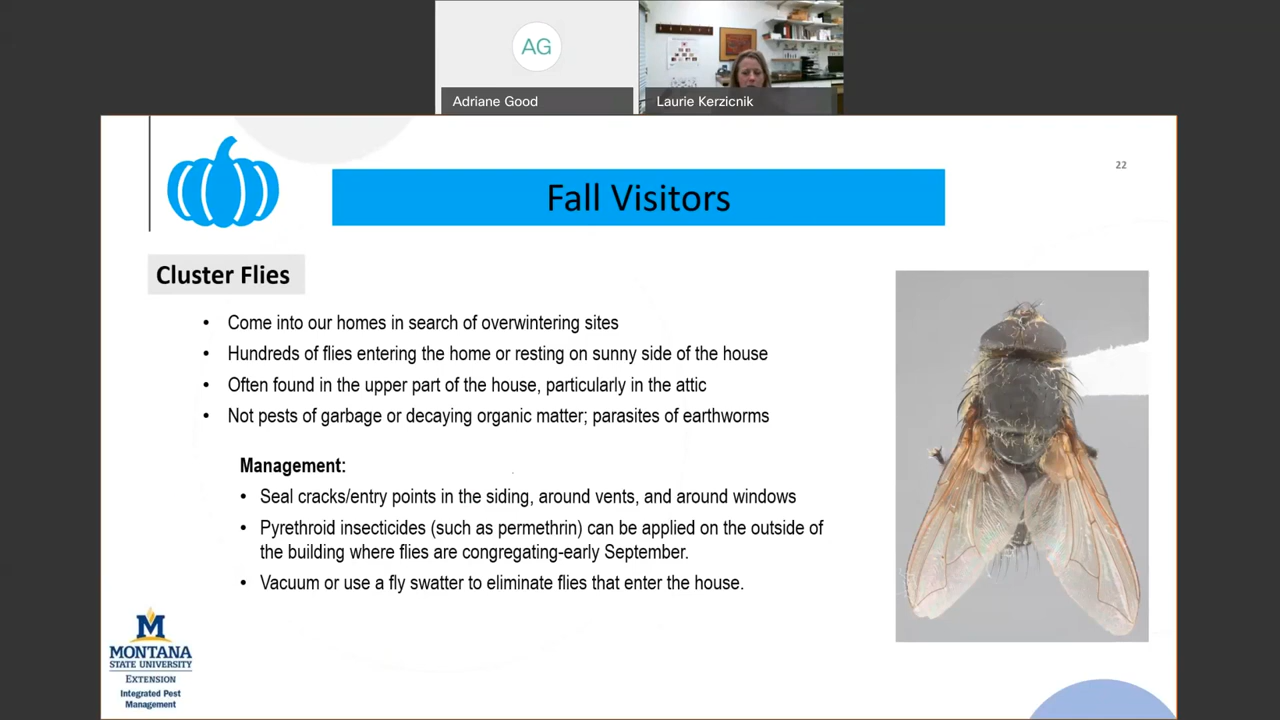 AG
Adriane Good
Laurie Kerzicnik
22
Fall Visitors
Cluster Flies
• Come into our homes in search of overwintering sites
• Hundreds of flies entering the home or resting on sunny side of the house
• Often found in the upper part of the house, particularly in the attic
• Not pests of garbage or decaying organic matter; parasites of earthworms
Management:
• Seal cracks/entry points in the siding, around vents, and around windows
• Pyrethroid insecticides (such as permethrin) can be applied on the outside of
the building where flies are congregating-early September.
• Vacuum or use a fly swatter to eliminate flies that enter the house.
M
MONTANA
STATE UNIVERSITY
EXTENSION
Integrated Pest
Management